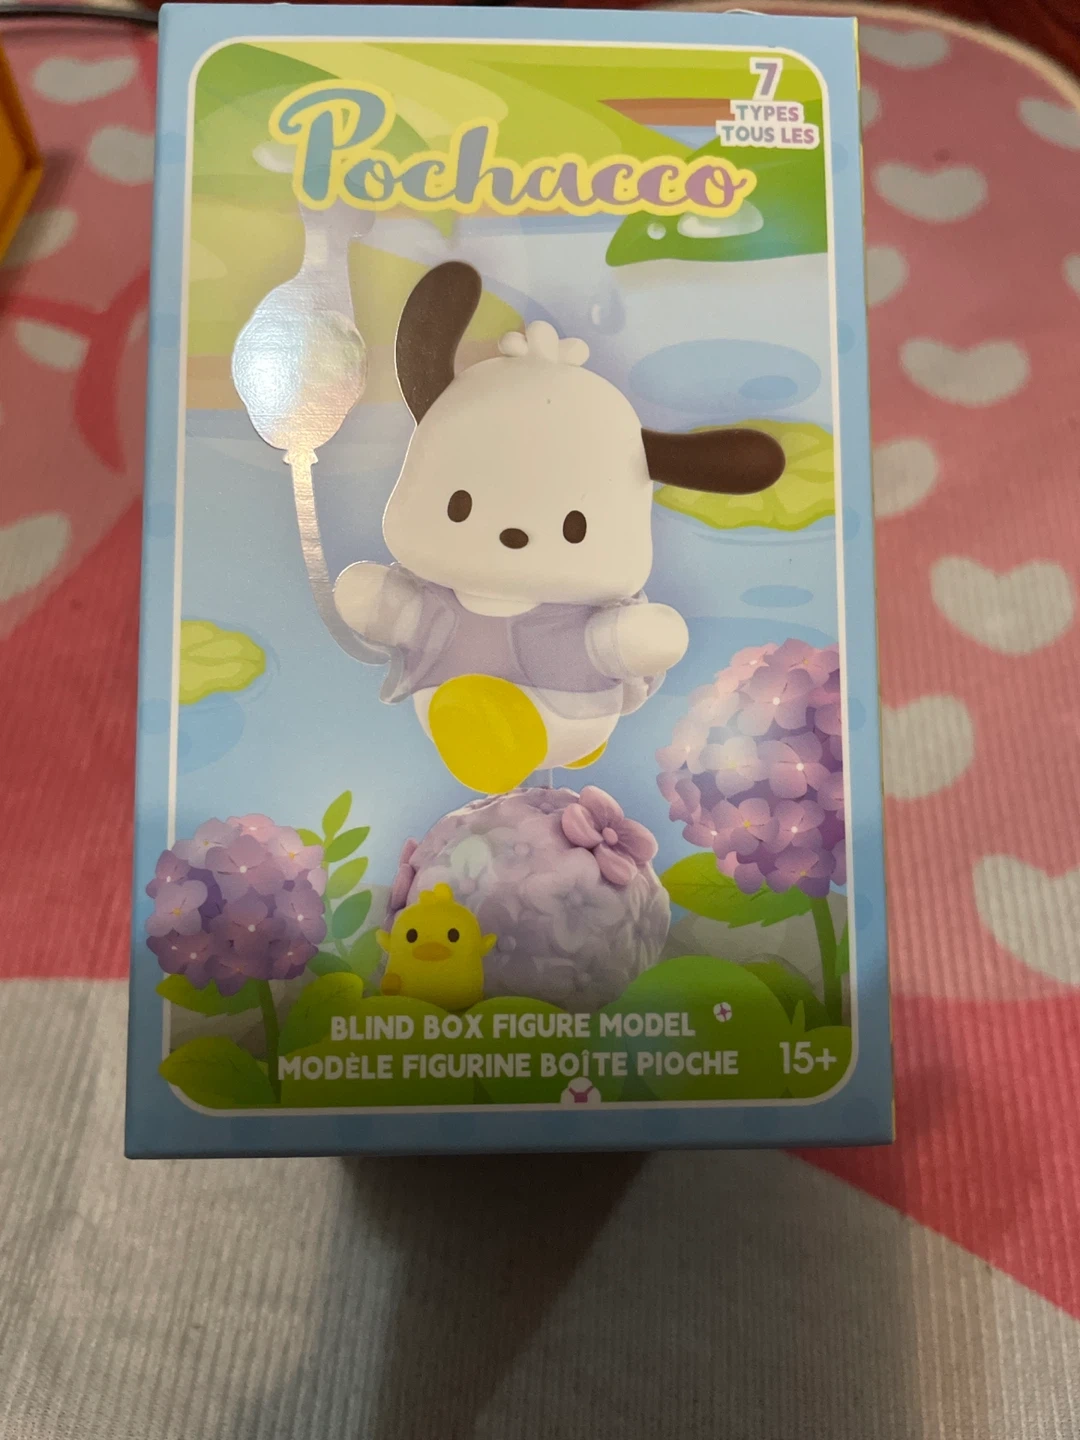 7
TYPES
TOUS LES
Pochacco
BLIND BOX FIGURE MODEL
MODÈLE FIGURINE BOÎTE PIOCHE
15+